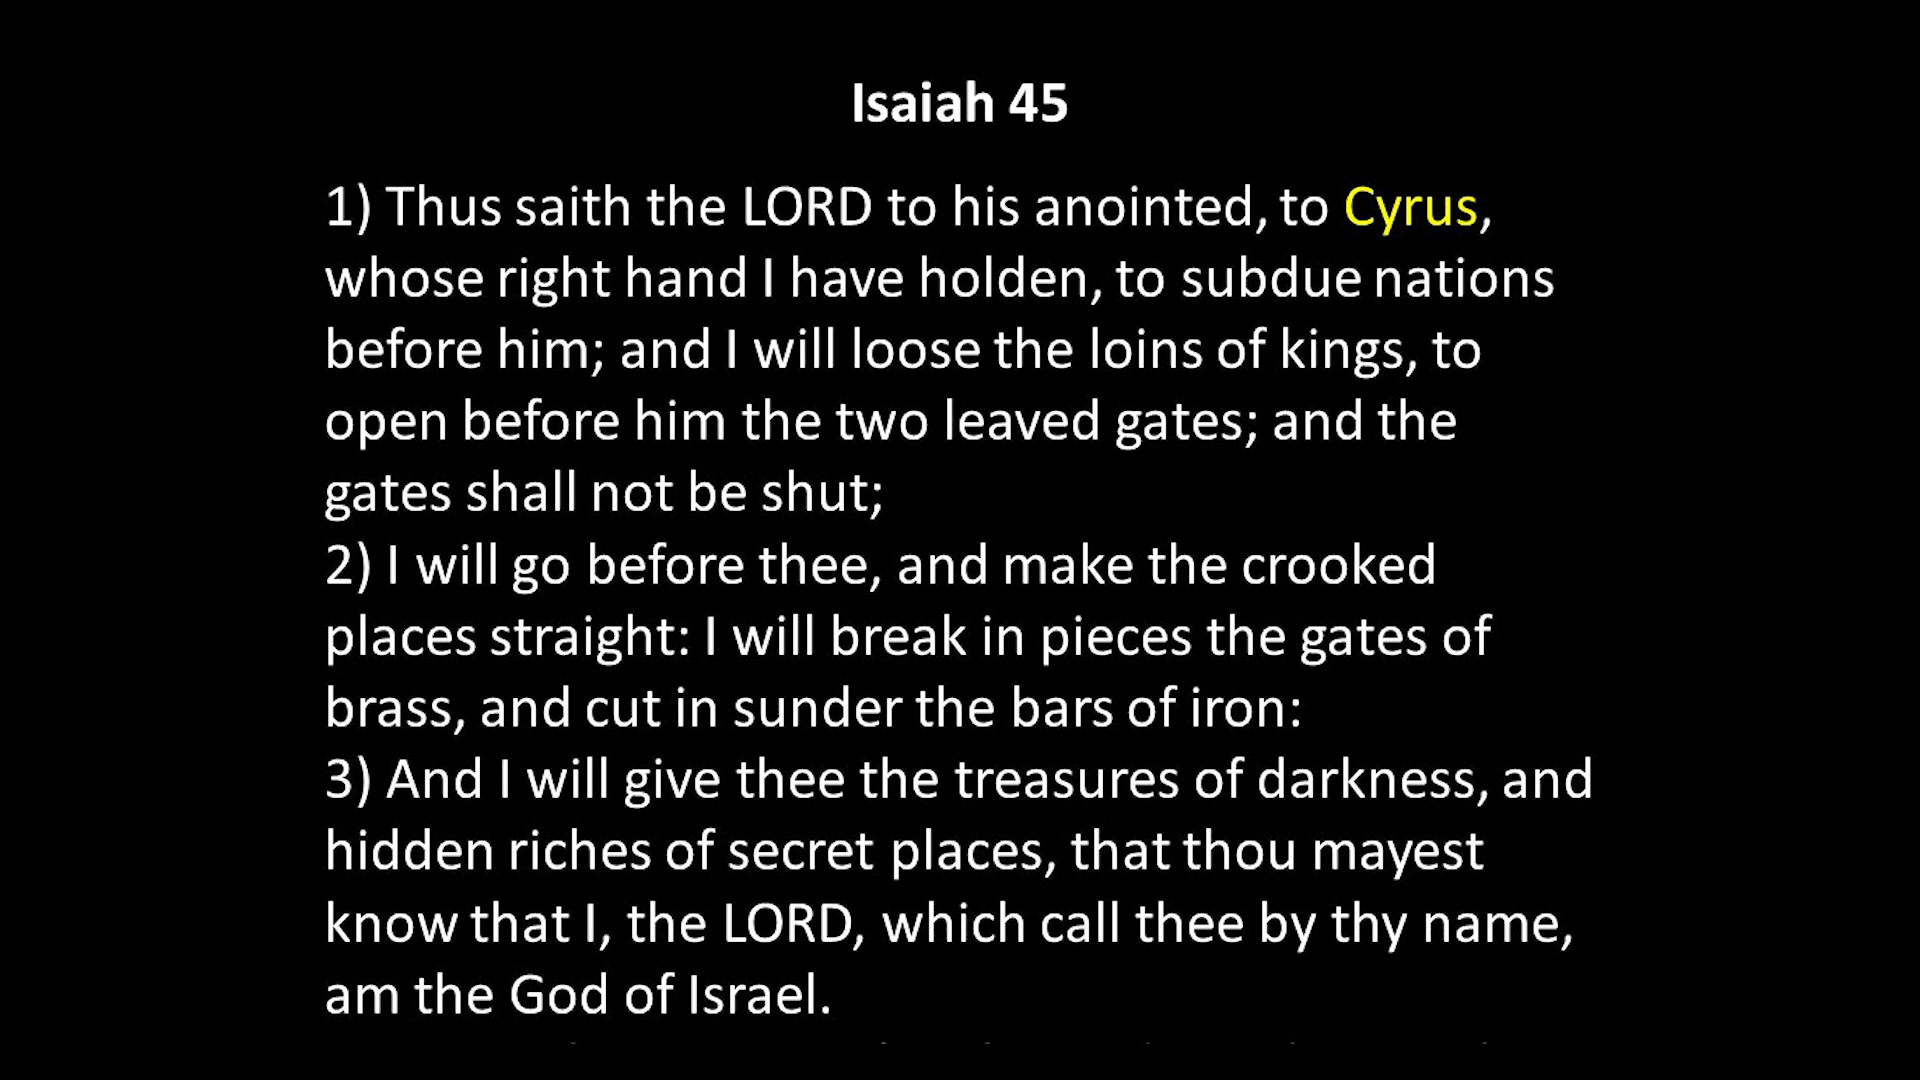 Isaiah 45
1) Thus saith the LORD to his anointed, to Cyrus,
whose right hand I have holden, to subdue nations
before him; and I will loose the loins of kings, to
open before him the two leaved gates; and the
gates shall not be shut;
2) I will go before thee, and make the crooked
places straight: I will break in pieces the gates of
brass, and cut in sunder the bars of iron:
3) And I will give thee the treasures of darkness, and
hidden riches of secret places, that thou mayest
know that I, the LORD, which call thee by thy name,
am the God of Israel.